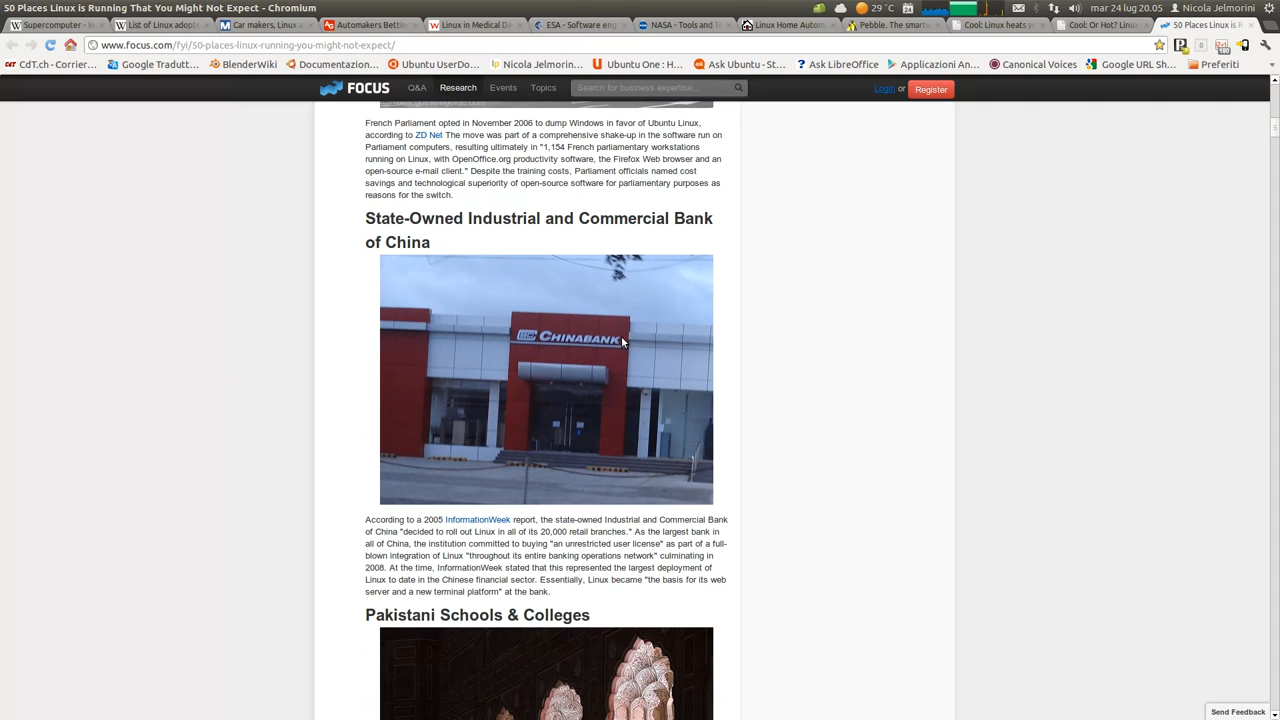 50 Places Linux is Running That You Might Not Expect - Chromium
29 °C
mar 24 lug 20.05
Nicola Jelmorini
Supercomputer - W
List of Linux adopte
Car makers, Linux a
Automakers Bettin
Linux in Medical De
ESA - Software eng
NASA - Tools and Te
Linux Home Autom
Pebble. The smarts
Cool: Linux heats y
Cool: Or Hot? Linux
50 Places Linux is R
www.focus.com/fyi/50-places-linux-running-you-might-not-expect/
CdT.ch - Corrier...
Google Tradutt...
BlenderWiki
Documentazion...
Ubuntu UserDo...
Nicola Jelmorin...
Ubuntu One : H...
Ask Ubuntu - St...
Ask LibreOffice
Applicazioni An...
Canonical Voices
Google URL Sh...
Preferiti
FOCUS
Q&A
Research
Events
Topics
Search for business expertise...
Login or
Register
French Parliament opted in November 2006 to dump Windows in favor of Ubuntu Linux,
according to ZD Net The move was part of a comprehensive shake-up in the software run on
Parliament computers, resulting ultimately in "1,154 French parliamentary workstations
running on Linux, with OpenOffice.org productivity software, the Firefox Web browser and an
open-source e-mail client." Despite the training costs, Parliament officials named cost
savings and technological superiority of open-source software for parliamentary purposes as
reasons for the switch.
State-Owned Industrial and Commercial Bank
of China
CHINABANK
According to a 2005 InformationWeek report, the state-owned Industrial and Commercial Bank
of China "decided to roll out Linux in all of its 20,000 retail branches." As the largest bank in
all of China, the institution committed to buying "an unrestricted user license" as part of a full-
blown integration of Linux "throughout its entire banking operations network" culminating in
2008. At the time, InformationWeek stated that this represented the largest deployment of
Linux to date in the Chinese financial sector. Essentially, Linux became "the basis for its web
server and a new terminal platform" at the bank.
Pakistani Schools & Colleges
Send Feedback